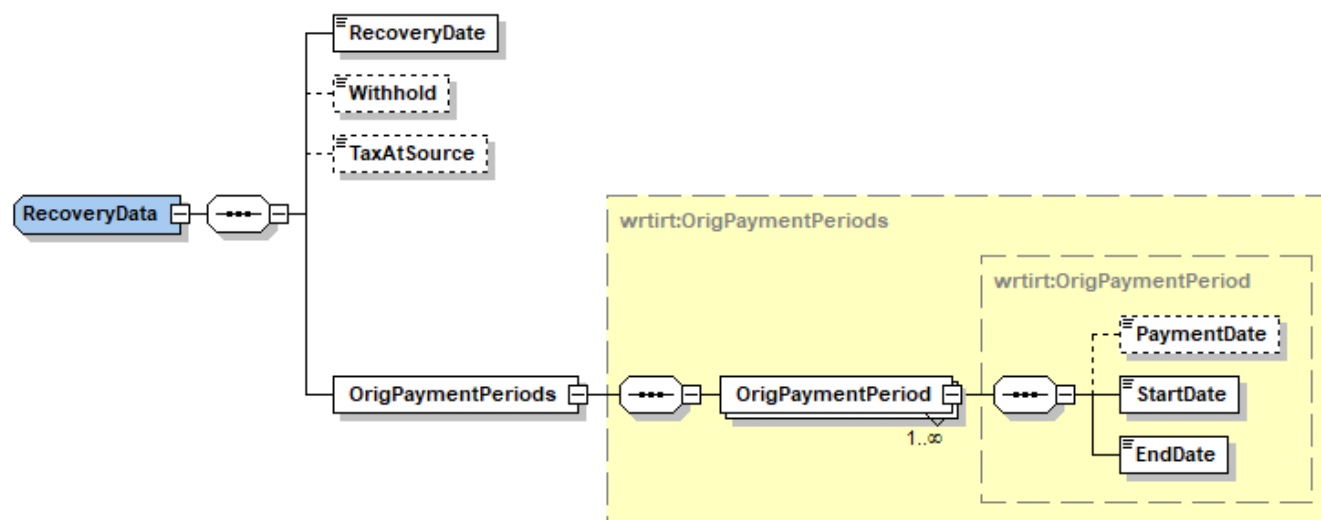 RecoveryDate
Withhold
TaxAtSource
RecoveryData
wrtirt:OrigPaymentPeriods
wrtirt:OrigPaymentPeriod
PaymentDate
OrigPaymentPeriods
OrigPaymentPeriod
StartDate
1..∞
EndDate